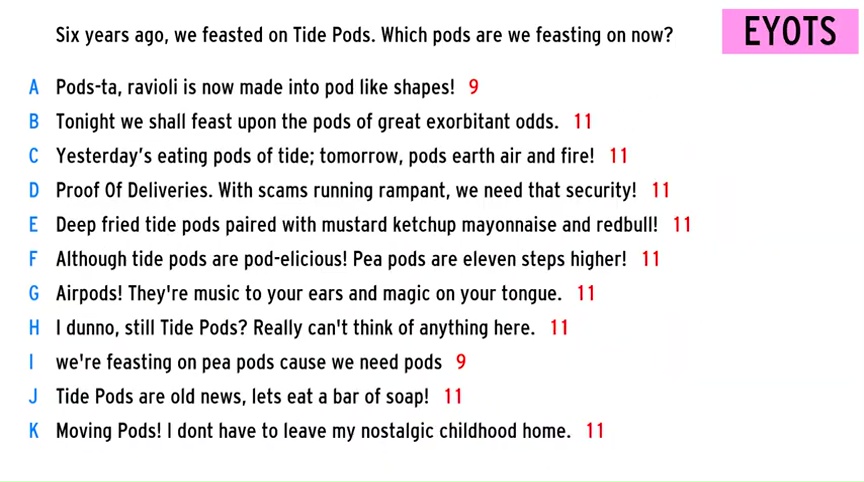 Six years ago, we feasted on Tide Pods. Which pods are we feasting on now?
EYOTS
A Pods-ta, ravioli is now made into pod like shapes! 9
B Tonight we shall feast upon the pods of great exorbitant odds. 11
C Yesterday's eating pods of tide; tomorrow, pods earth air and fire! 11
D Proof Of Deliveries. With scams running rampant, we need that security! 11
E Deep fried tide pods paired with mustard ketchup mayonnaise and redbull! 11
F Although tide pods are pod-elicious! Pea pods are eleven steps higher! 11
G Airpods! They're music to your ears and magic on your tongue. 11
H I dunno, still Tide Pods? Really can't think of anything here. 11
I we're feasting on pea pods cause we need pods 9
J Tide Pods are old news, lets eat a bar of soap! 11
K Moving Pods! I dont have to leave my nostalgic childhood home. 11